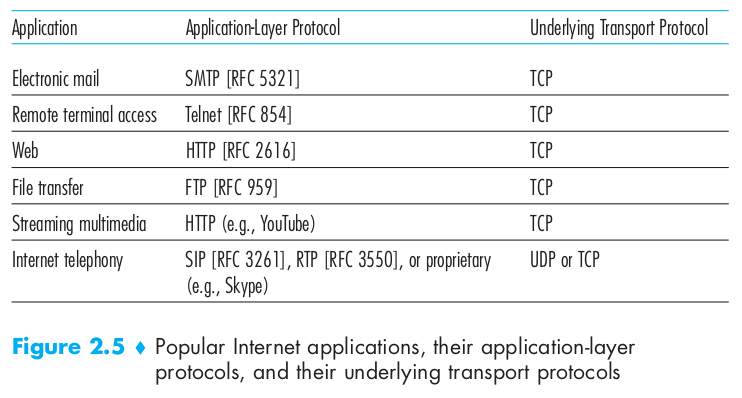 Application Application-Layer Protocol Underlying Transport Protocol
Electronic mail SMTP [RFC 5321] TCP
Remote terminal access Telnet [RFC 854] TCP
Web HTTP [RFC 2616] TCP
File transfer FTP [RFC 959] TCP
Streaming multimedia HTTP (e.g., YouTube) TCP
Internet telephony SIP [RFC 3261], RTP [RFC 3550], or proprietary UDP or TCP
(e.g., Skype)
Figure 2.5 ♦ Popular Internet applications, their application-layer
protocols, and their underlying transport protocols